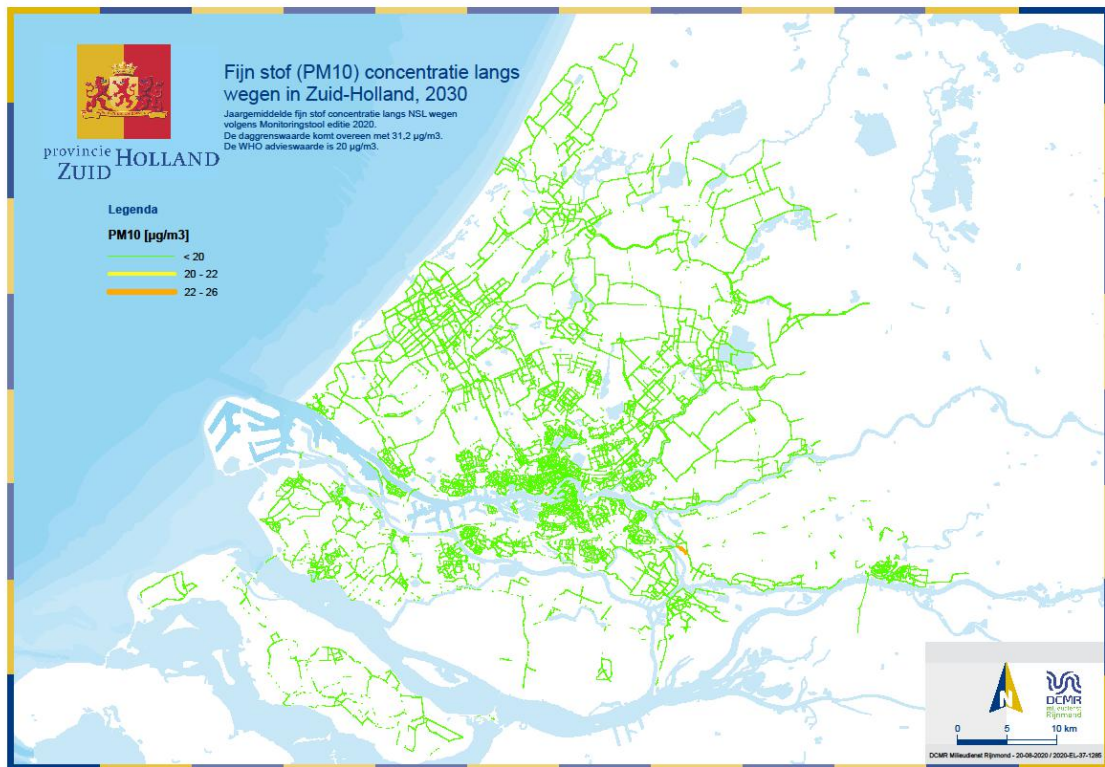 Fijn stof (PM10) concentratie langs
wegen in Zuid-Holland, 2030
Jaargemiddelde fijn stof concentratie langs NSL wegen
volgens Monitoringstool editie 2020.
De daggrenswaarde komt overeen met 31,2 µg/m3.
De WHO advieswaarde is 20 µg/m3.
provincie HOLLAND
ZUID
Legenda
PM10 [µg/m3]
< 20
20 - 22
22 - 26
N
DCMR
milieudienst
Rijnmond
0 5 10 km
DCMR Milieudienst Rijnmond - 20-08-2020 / 2020-EL-37-1285